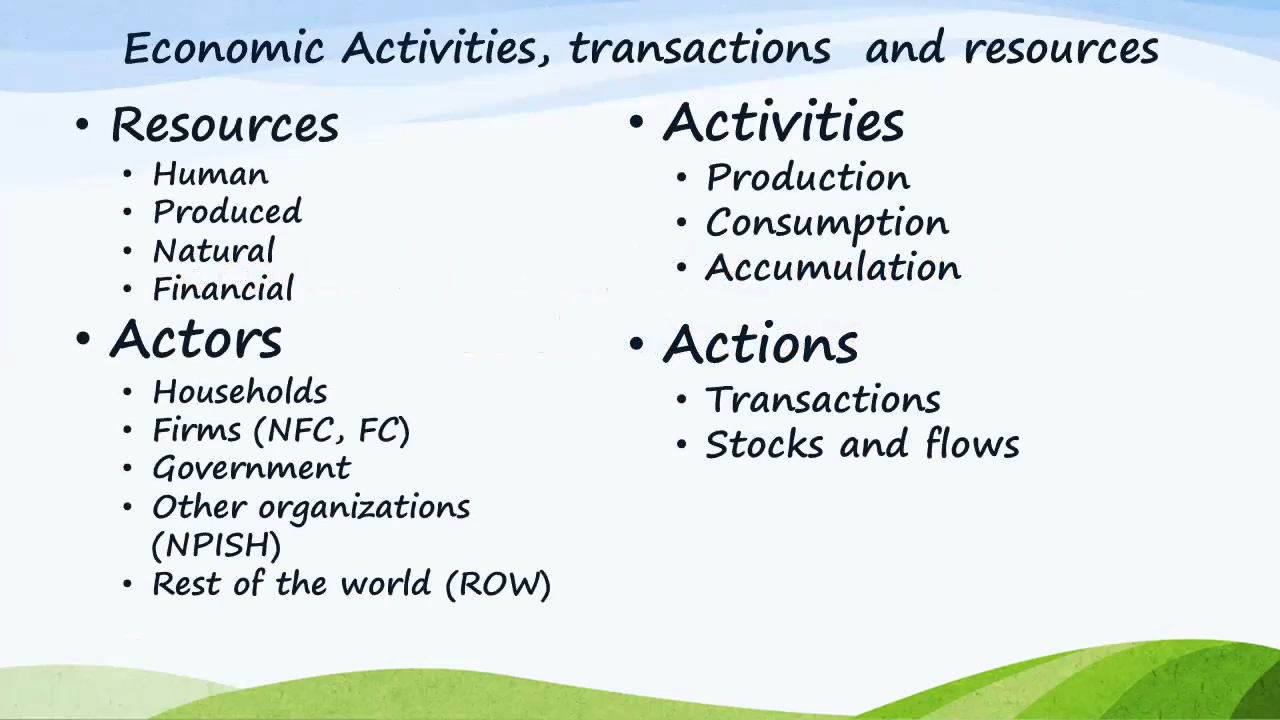 Economic Activities, transactions and resources
• Resources
• Human
• Produced
• Natural
• Financial
• Actors
• Households
• Firms (NFC, FC)
• Government
• Other organizations
(NPISH)
• Rest of the world (ROW)
• Activities
• Production
• Consumption
• Accumulation
• Actions
• Transactions
• Stocks and flows